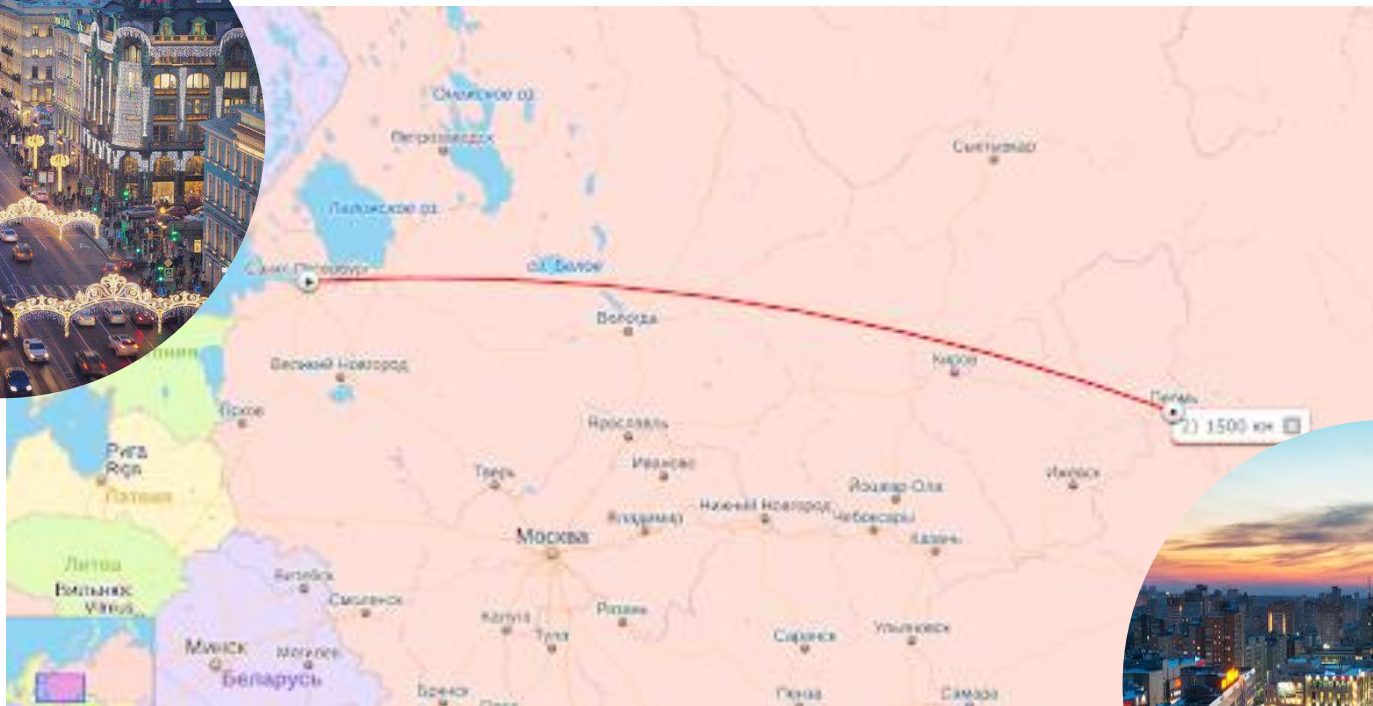 Онежское оз.
Петрозаводск
Сыктывкар
Ладожское оз.
Санкт-Петербург
оз. Белое
Вологда
Великий Новгород
Киров
Псков
Пермь
2) 1500 км
Ярославль
Рига
Riga
Иваново
Тверь
Ижевск
Латвия
Йошкар-Ола
Нижний Новгород
Владимир
Чебоксары
Москва
Казань
Литва
Витебск
Вильнюс
Vilnius
Смоленск
Калуга
Рязань
Тула
Саранск
Ульяновск
Минск
Могилев
Беларусь
Брянск
Пенза
Самара